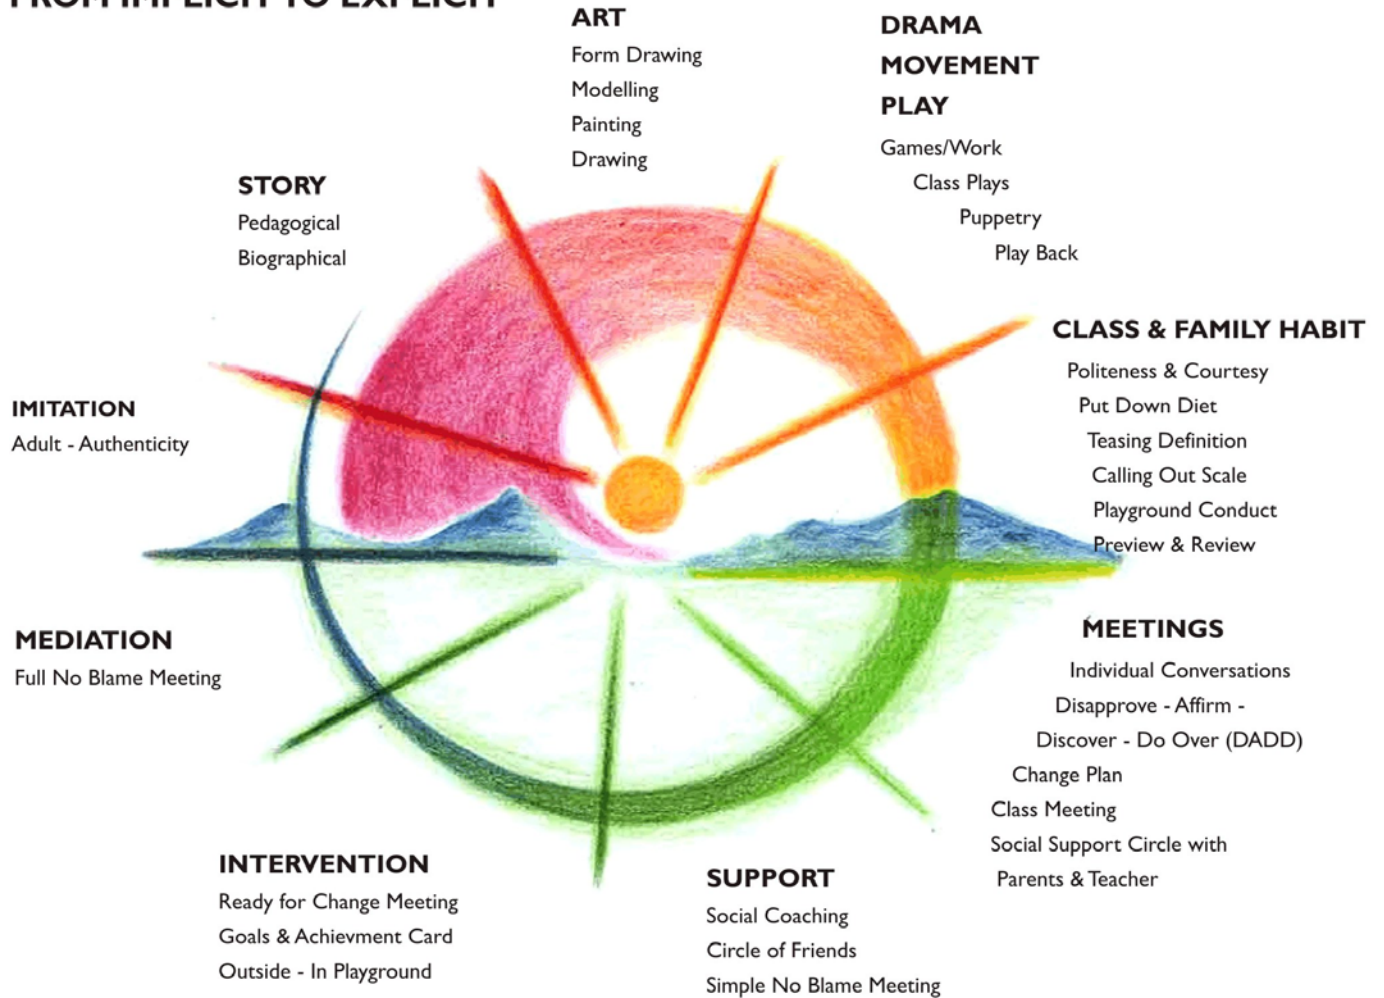 FROM IMPLICIT TO EXPLICIT
ART
Form Drawing
Modelling
Painting
Drawing
DRAMA
MOVEMENT
PLAY
Games/Work
Class Plays
Puppetry
Play Back
STORY
Pedagogical
Biographical
CLASS & FAMILY HABIT
Politeness & Courtesy
Put Down Diet
Teasing Definition
Calling Out Scale
Playground Conduct
Preview & Review
IMITATION
Adult - Authenticity
MEDIATION
Full No Blame Meeting
MEETINGS
Individual Conversations
Disapprove - Affirm -
Discover - Do Over (DADD)
Change Plan
Class Meeting
Social Support Circle with
Parents & Teacher
INTERVENTION
Ready for Change Meeting
Goals & Achievment Card
Outside - In Playground
SUPPORT
Social Coaching
Circle of Friends
Simple No Blame Meeting